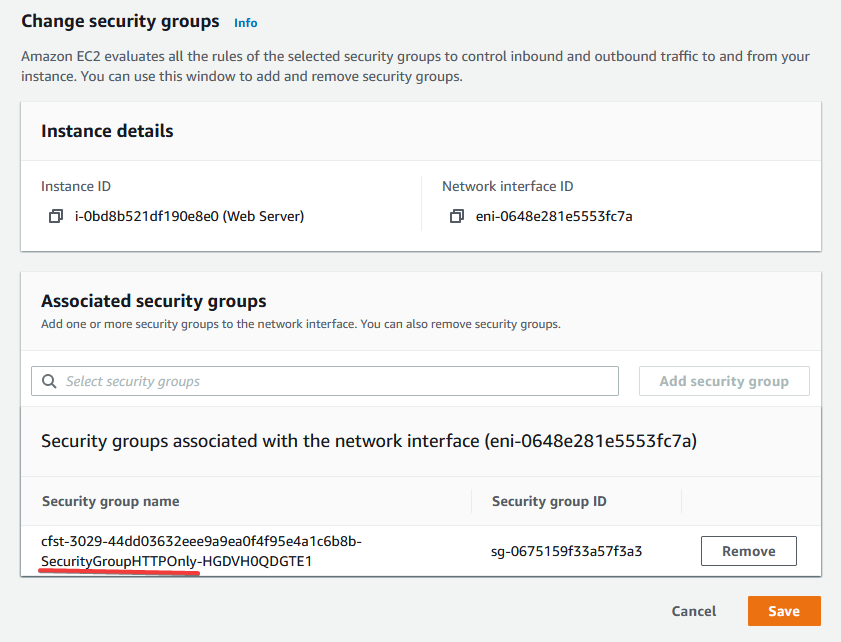 Change security groups Info
Amazon EC2 evaluates all the rules of the selected security groups to control inbound and outbound traffic to and from your
instance. You can use this window to add and remove security groups.
Instance details
Instance ID
i-0bd8b521df190e8e0 (Web Server)
Network interface ID
eni-0648e281e5553fc7a
Associated security groups
Add one or more security groups to the network interface. You can also remove security groups.
Select security groups
Add security group
Security groups associated with the network interface (eni-0648e281e5553fc7a)
Security group name
Security group ID
cfst-3029-44dd03632eee9a9ea0f4f95e4a1c6b8b-
SecurityGroupHTTPOnly-HGDVH0QDGTE1
sg-0675159f33a57f3a3
Remove
Cancel
Save